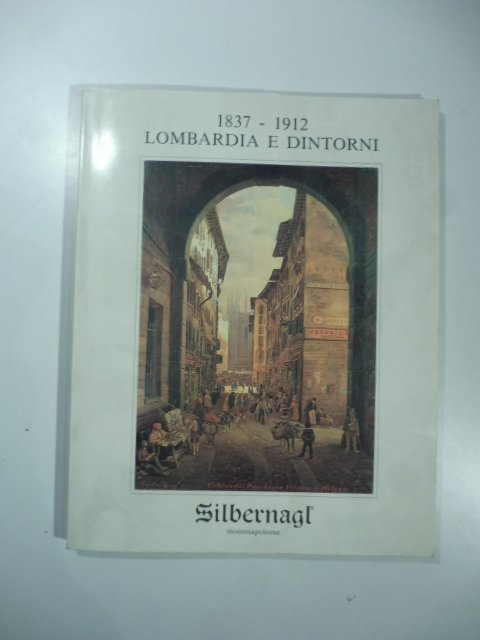 1837 - 1912
LOMBARDIA E DINTORNI
Silbernagl
montenapoleone